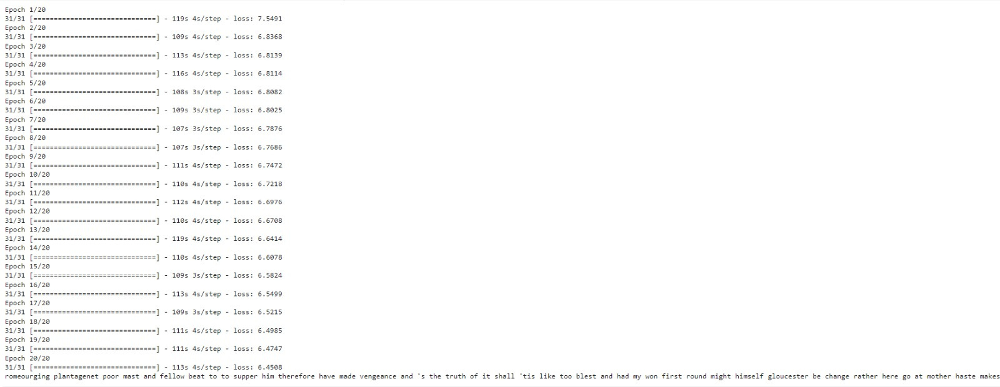 Epoch 1/20
31/31 [==============================] - 119s 4s/step - loss: 7.5491
Epoch 2/20
31/31 [==============================] - 109s 4s/step - loss: 6.8368
Epoch 3/20
31/31 [==============================] - 113s 4s/step - loss: 6.8139
Epoch 4/20
31/31 [==============================] - 116s 4s/step - loss: 6.8114
Epoch 5/20
31/31 [==============================] - 108s 3s/step - loss: 6.8082
Epoch 6/20
31/31 [==============================] - 109s 3s/step - loss: 6.8025
Epoch 7/20
31/31 [==============================] - 107s 3s/step - loss: 6.7876
Epoch 8/20
31/31 [==============================] - 107s 3s/step - loss: 6.7686
Epoch 9/20
31/31 [==============================] - 111s 4s/step - loss: 6.7472
Epoch 10/20
31/31 [==============================] - 110s 4s/step - loss: 6.7218
Epoch 11/20
31/31 [==============================] - 112s 4s/step - loss: 6.6976
Epoch 12/20
31/31 [==============================] - 110s 4s/step - loss: 6.6708
Epoch 13/20
31/31 [==============================] - 119s 4s/step - loss: 6.6414
Epoch 14/20
31/31 [==============================] - 110s 4s/step - loss: 6.6078
Epoch 15/20
31/31 [==============================] - 109s 3s/step - loss: 6.5824
Epoch 16/20
31/31 [==============================] - 113s 4s/step - loss: 6.5499
Epoch 17/20
31/31 [==============================] - 109s 3s/step - loss: 6.5215
Epoch 18/20
31/31 [==============================] - 111s 4s/step - loss: 6.4985
Epoch 19/20
31/31 [==============================] - 111s 4s/step - loss: 6.4747
Epoch 20/20
31/31 [==============================] - 113s 4s/step - loss: 6.4508
romeourging plantagenet poor mast and fellow beat to to supper him therefore have made vengeance and 's the truth of it shall 'tis like too blest and had my won first round might himself gloucester be change rather here go at mother haste makes